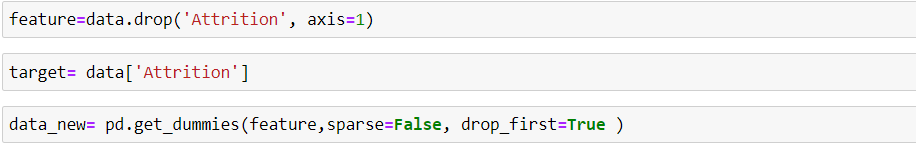 feature=data.drop('Attrition', axis=1)
target= data['Attrition']
data_new= pd.get_dummies(feature,sparse=False, drop_first=True )